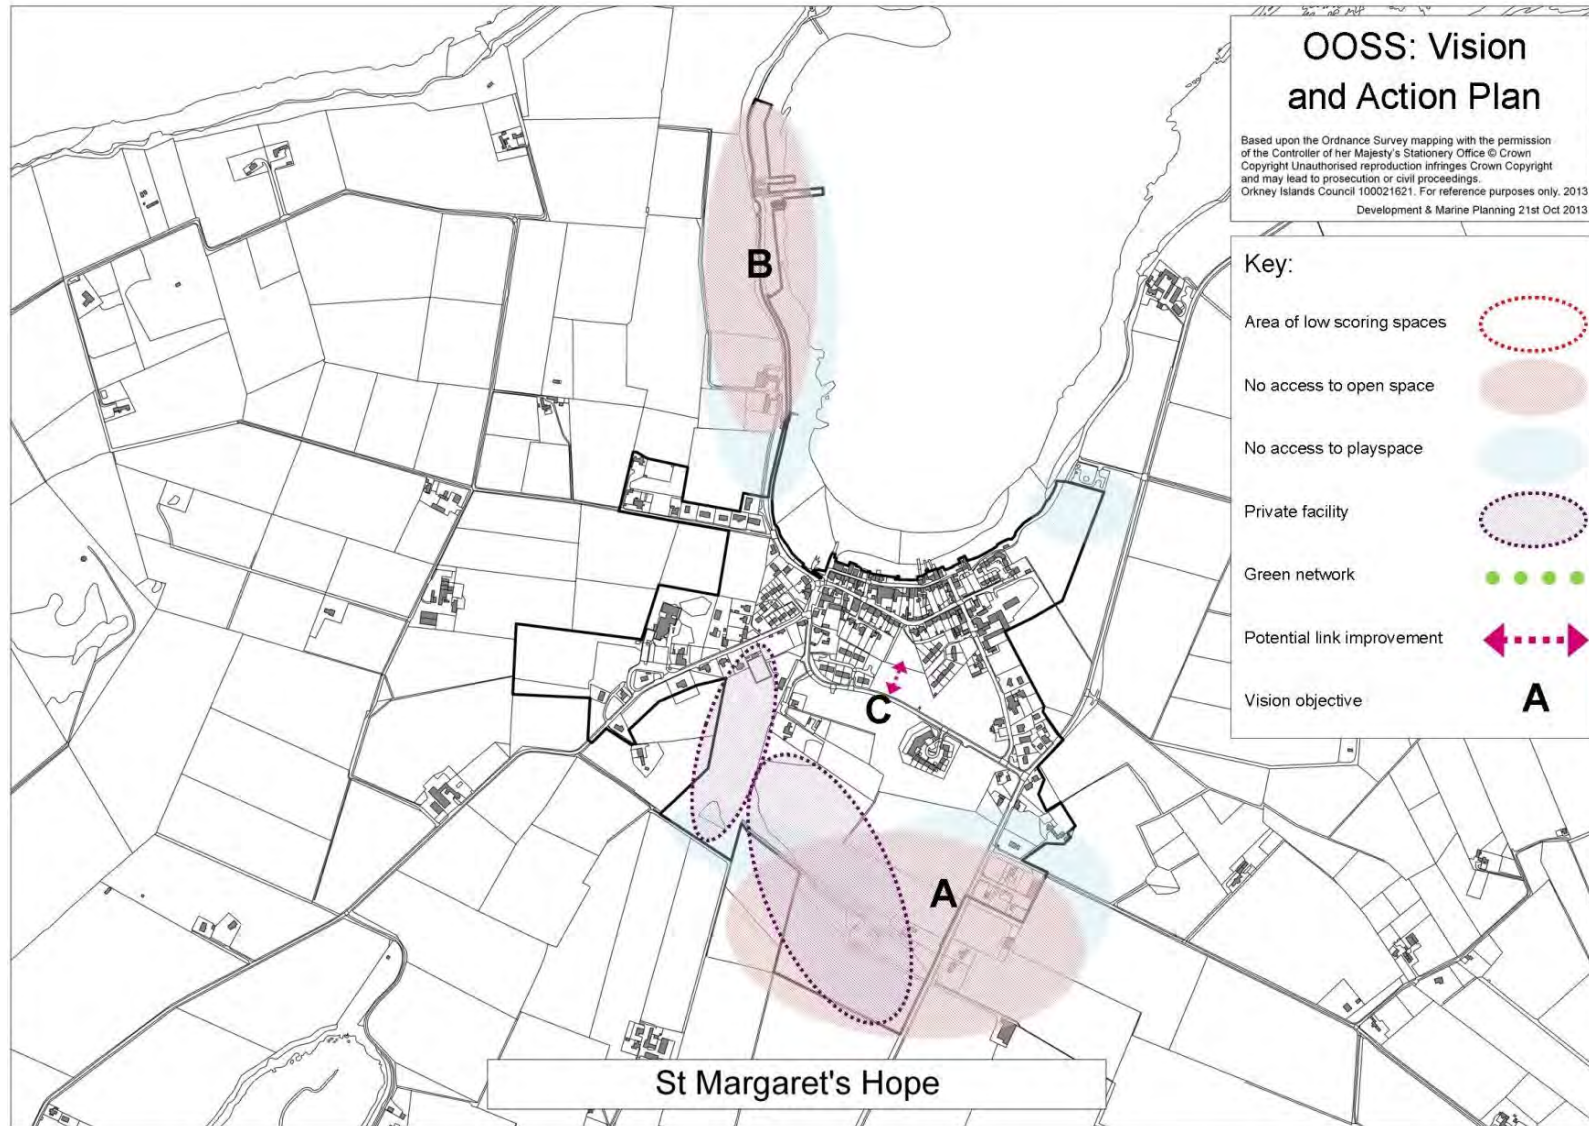 OOSS: Vision
and Action Plan
Based upon the Ordnance Survey mapping with the permission
of the Controller of her Majesty's Stationery Office © Crown
Copyright Unauthorised reproduction infringes Crown Copyright
and may lead to prosecution or civil proceedings.
Orkney Islands Council 100021621. For reference purposes only. 2013
Development & Marine Planning 21st Oct 2013
Key:
Area of low scoring spaces
No access to open space
No access to playspace
Private facility
Green network
Potential link improvement
Vision objective
A
B
C
A
St Margaret's Hope